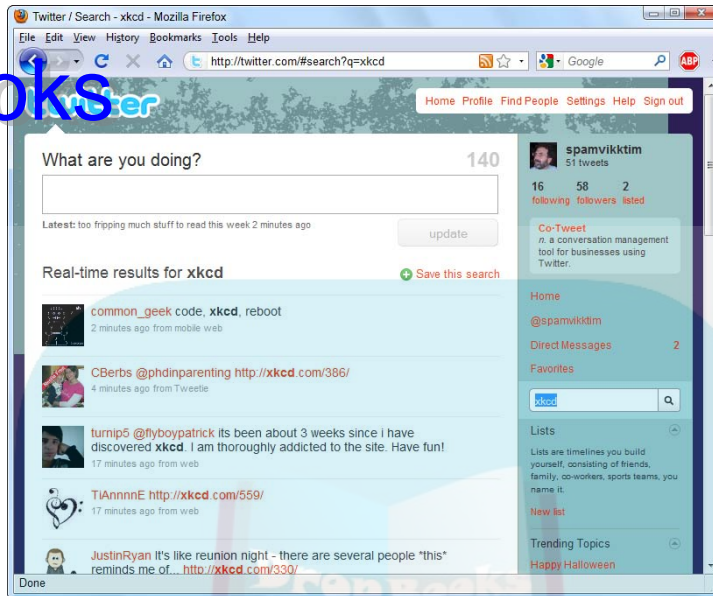 Twitter / Search - xkcd - Mozilla Firefox
File Edit View History Bookmarks Tools Help
http://twitter.com/#search?q=xkcd
Google
ABP
oks
twitter
Home Profile Find People Settings Help Sign out
What are you doing?
140
Latest: too fripping much stuff to read this week 2 minutes ago
update
Real-time results for xkcd
Save this search
common_geek code, xkcd, reboot
2 minutes ago from mobile web
CBerbs @phdinparenting http://xkcd.com/386/
4 minutes ago from Tweetie
turnip5 @flyboypatrick its been about 3 weeks since i have
discovered xkcd. I am thoroughly addicted to the site. Have fun!
17 minutes ago from web
TiAnnnnE http://xkcd.com/559/
17 minutes ago from web
JustinRyan It's like reunion night - there are several people *this*
reminds me of... http://xkcd.com/330/
spamvikktim
51 tweets
16 58 2
following followers listed
Co-Tweet
n. a conversation management
tool for businesses using
Twitter.
Home
@spamvikktim
Direct Messages 2
Favorites
xkcd
Lists
Lists are timelines you build
yourself, consisting of friends,
family, co-workers, sports teams, you
name it.
New list
Trending Topics
Happy Halloween
DropBooks
Done